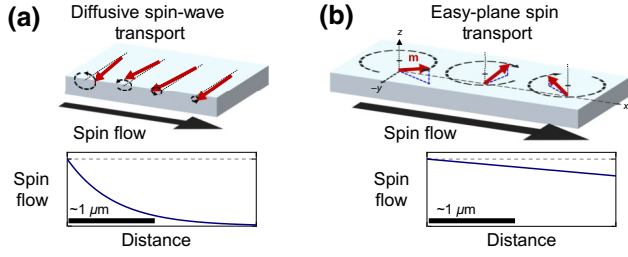 (a)
Diffusive spin-wave
transport
Spin flow
Spin
flow
~1 μm
Distance
(b)
Easy-plane spin
transport
z
m
−y
x
Spin flow
Spin
flow
~1 μm
Distance